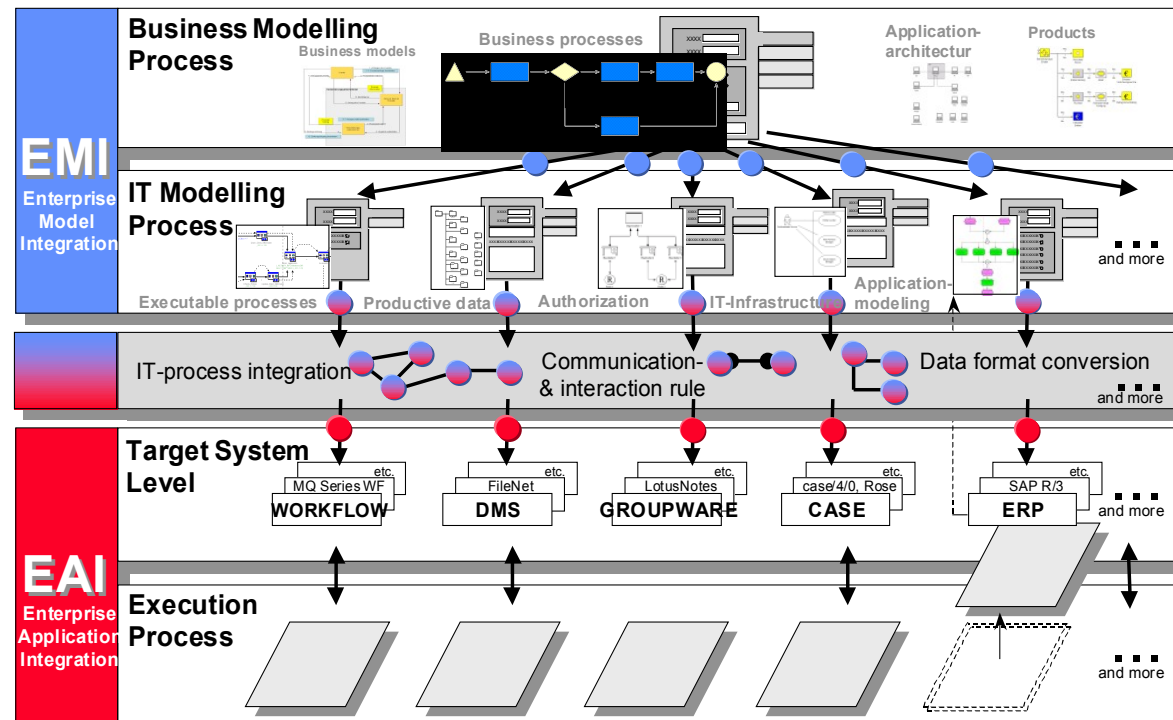 Business Modelling
Process
Business models
Business processes
Application-
architectur
Products
xxxx
xxxx
EMI
Enterprise
Model
Integration
IT Modelling
Process
Executable processes
Productive data
Authorization
IT-Infrastructure
Application-
modeling
and more
IT-process integration
Communication-
& interaction rule
Data format conversion
and more
EAI
Enterprise
Application
Integration
Target System
Level
etc.
MQ Series WF
WORKFLOW
etc.
FileNet
DMS
etc.
LotusNotes
GROUPWARE
etc.
case/4/0, Rose
CASE
etc.
SAP R/3
ERP
and more
Execution
Process
and more